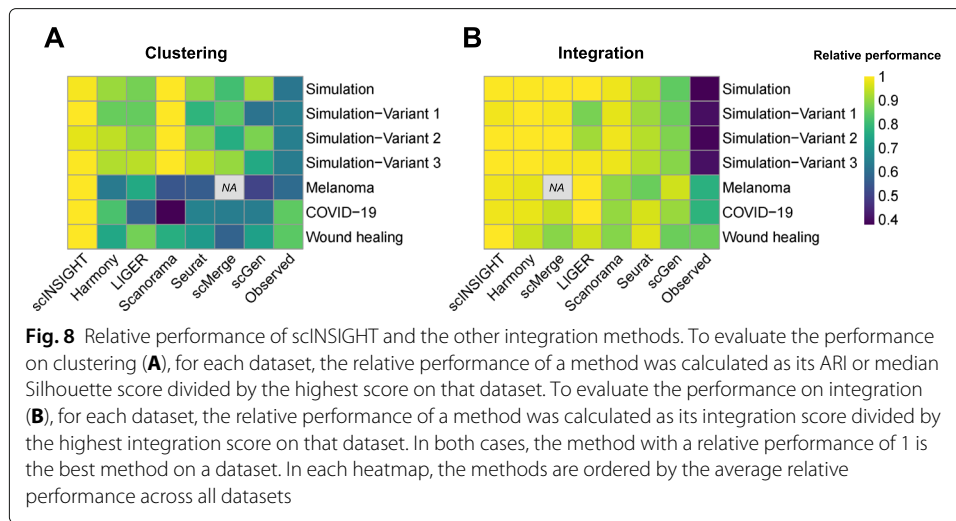 A
Clustering
B
Integration
Relative performance
Simulation
Simulation−Variant 1
Simulation−Variant 2
Simulation−Variant 3
Melanoma
COVID−19
Wound healing
NA
scINSIGHT
Harmony
LIGER
Scanorama
Seurat
scMerge
scGen
Observed
Simulation
Simulation−Variant 1
Simulation−Variant 2
Simulation−Variant 3
Melanoma
COVID−19
Wound healing
NA
scINSIGHT
Harmony
scMerge
LIGER
Scanorama
Seurat
scGen
Observed
1
0.9
0.8
0.7
0.6
0.5
0.4
Fig. 8 Relative performance of scINSIGHT and the other integration methods. To evaluate the performance
on clustering (A), for each dataset, the relative performance of a method was calculated as its ARI or median
Silhouette score divided by the highest score on that dataset. To evaluate the performance on integration
(B), for each dataset, the relative performance of a method was calculated as its integration score divided by
the highest integration score on that dataset. In both cases, the method with a relative performance of 1 is
the best method on a dataset. In each heatmap, the methods are ordered by the average relative
performance across all datasets